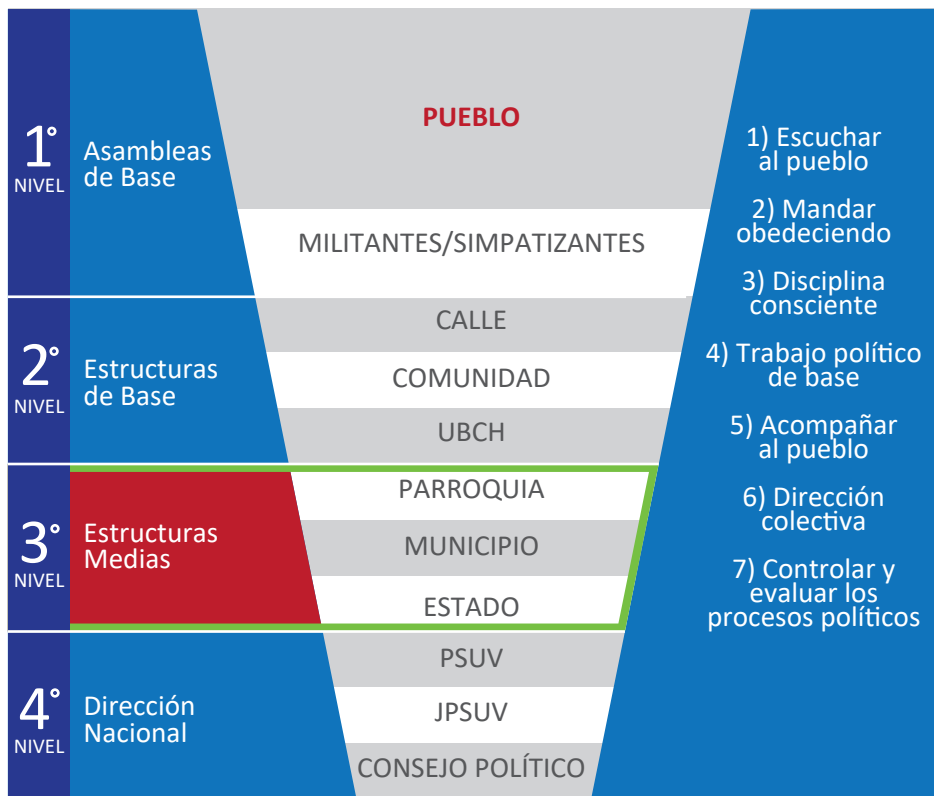 1°
NIVEL
Asambleas
de Base
PUEBLO
MILITANTES/SIMPATIZANTES
2°
NIVEL
Estructuras
de Base
CALLE
COMUNIDAD
UBCH
3°
NIVEL
Estructuras
Medias
PARROQUIA
MUNICIPIO
ESTADO
4°
NIVEL
Dirección
Nacional
PSUV
JPSUV
CONSEJO POLÍTICO
1) Escuchar
al pueblo
2) Mandar
obedeciendo
3) Disciplina
consciente
4) Trabajo político
de base
5) Acompañar
al pueblo
6) Dirección
colectiva
7) Controlar y
evaluar los
procesos políticos